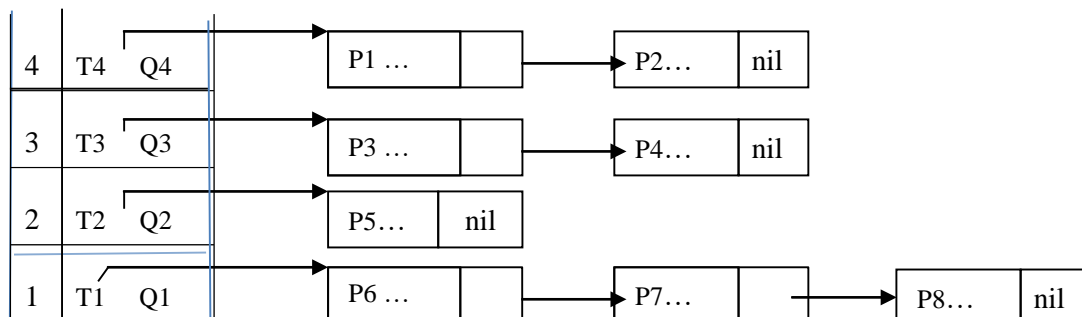 4 T4 Q4 P1 ... P2... nil
3 T3 Q3 P3 ... P4... nil
2 T2 Q2 P5... nil
1 T1 Q1 P6 ... P7... P8... nil